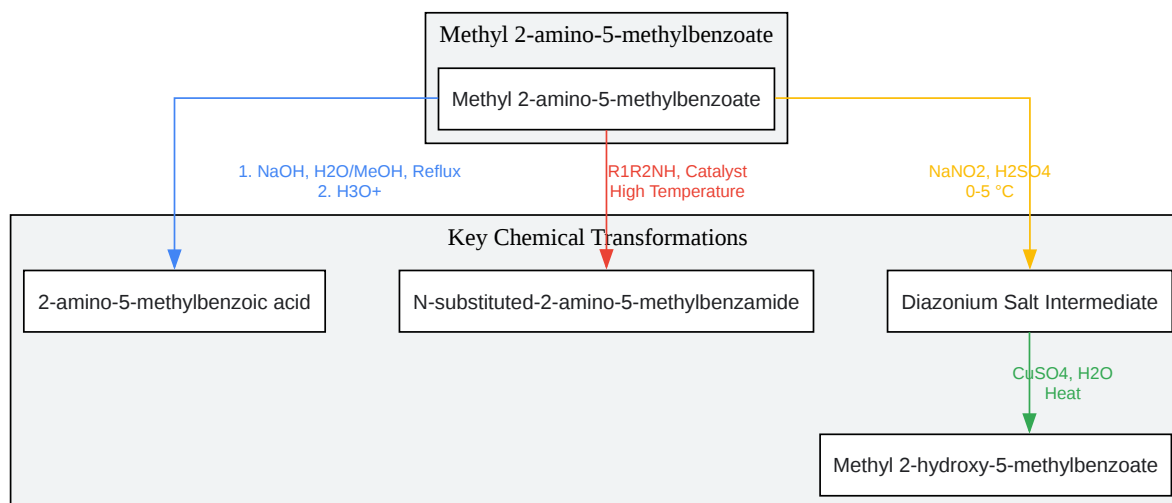 Methyl 2-amino-5-methylbenzoate
Methyl 2-amino-5-methylbenzoate
1. NaOH, H2O/MeOH, Reflux
2. H3O+
R1R2NH, Catalyst
High Temperature
NaNO2, H2SO4
0-5 °C
Key Chemical Transformations
2-amino-5-methylbenzoic acid
N-substituted-2-amino-5-methylbenzamide
Diazonium Salt Intermediate
CuSO4, H2O
Heat
Methyl 2-hydroxy-5-methylbenzoate